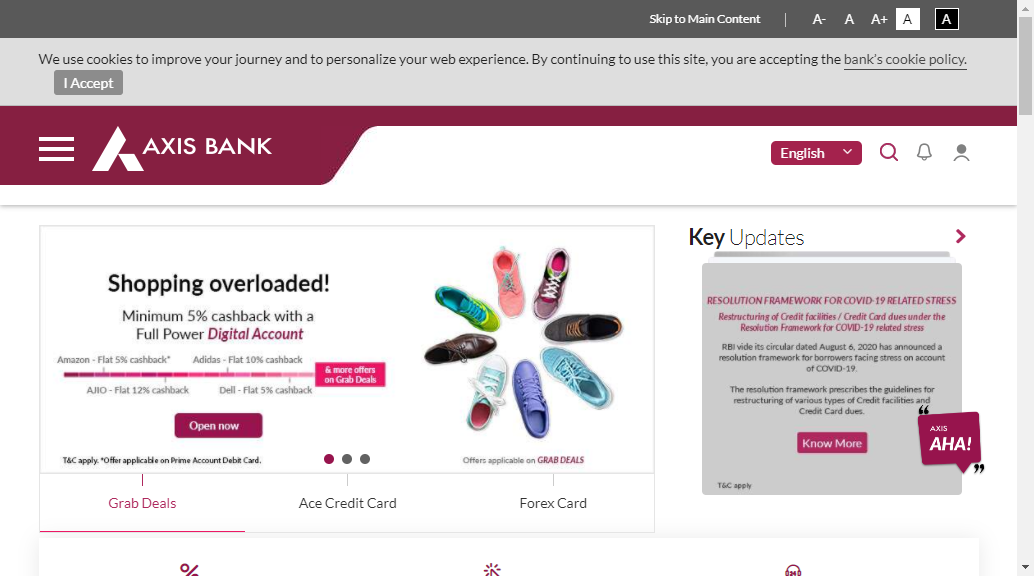 Skip to Main Content | A- A A+ A A
We use cookies to improve your journey and to personalize your web experience. By continuing to use this site, you are accepting the bank's cookie policy.
I Accept
AXIS BANK
English
Shopping overloaded!
Minimum 5% cashback with a
Full Power Digital Account
Amazon - Flat 5% cashback* Adidas - Flat 10% cashback
& more offers
on Grab Deals
AJIO - Flat 12% cashback Dell - Flat 5% cashback
Open now
T&C apply. *Offer applicable on Prime Account Debit Card.
Offers applicable on GRAB DEALS
Grab Deals
Ace Credit Card
Forex Card
Key Updates
RESOLUTION FRAMEWORK FOR COVID-19 RELATED STRESS
Restructuring of Credit facilities / Credit Card dues under the
Resolution Framework for COVID-19 related stress
RBI vide its circular dated August 6, 2020 has announced a
resolution framework for borrowers facing stress on account
of COVID-19.
The resolution framework prescribes the guidelines for
restructuring of various types of Credit facilities and
Credit Card dues.
Know More
T&C apply
AXIS
AHA!
%
24